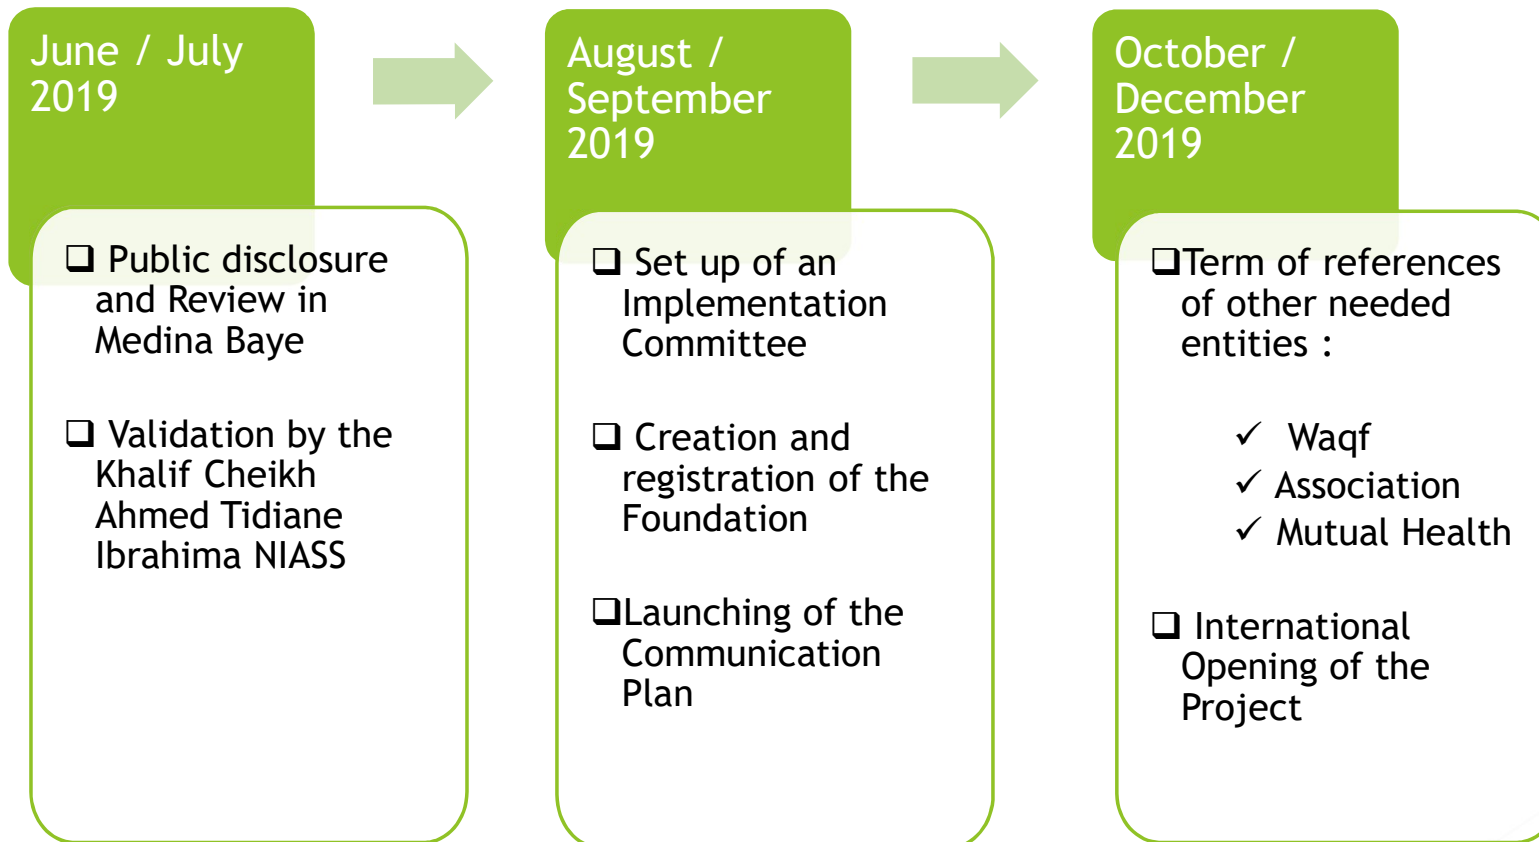 June / July
2019
❑ Public disclosure
and Review in
Medina Baye
❑ Validation by the
Khalif Cheikh
Ahmed Tidiane
Ibrahima NIASS
August /
September
2019
❑ Set up of an
Implementation
Committee
❑ Creation and
registration of the
Foundation
❑Launching of the
Communication
Plan
October /
December
2019
❑Term of references
of other needed
entities :
✓ Waqf
✓ Association
✓ Mutual Health
❑ International
Opening of the
Project